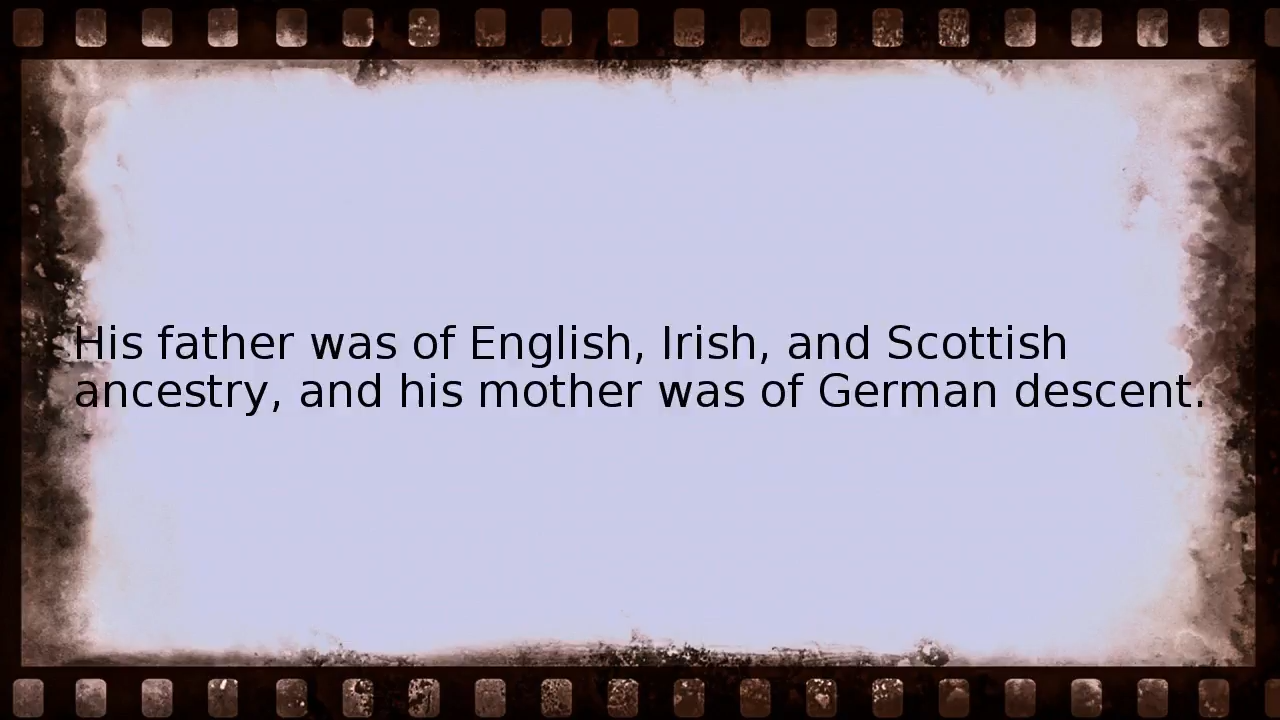 His father was of English, Irish, and Scottish
ancestry, and his mother was of German descent.